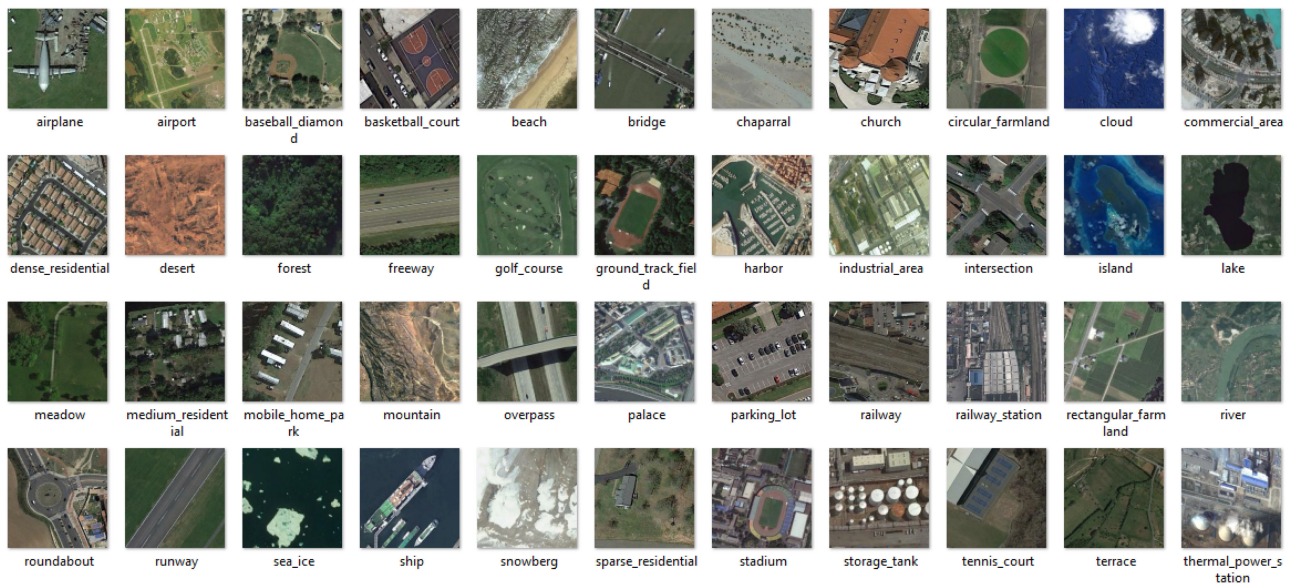 airplane
airport
baseball_diamon
d
basketball_court
beach
bridge
chaparral
church
circular_farmland
cloud
commercial_area
dense_residential
desert
forest
freeway
golf_course
ground_track_fiel
d
harbor
industrial_area
intersection
island
lake
meadow
medium_resident
ial
mobile_home_pa
rk
mountain
overpass
palace
parking_lot
railway
railway_station
rectangular_farm
land
river
roundabout
runway
sea_ice
ship
snowberg
sparse_residential
stadium
storage_tank
tennis_court
terrace
thermal_power_s
tation